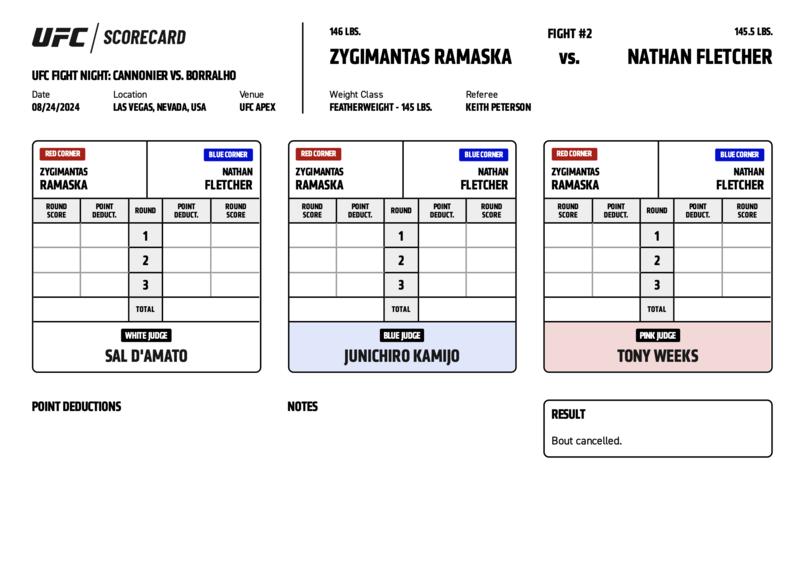 UFC / SCORECARD
UFC FIGHT NIGHT: CANNONIER VS. BORRALHO
Date Location Venue
08/24/2024 LAS VEGAS, NEVADA, USA UFC APEX
146 LBS. FIGHT #2 145.5 LBS.
ZYGIMANTAS RAMASKA vs. NATHAN FLETCHER
Weight Class Referee
FEATHERWEIGHT - 145 LBS. KEITH PETERSON
RED CORNER BLUE CORNER
ZYGIMANTAS NATHAN
RAMASKA FLETCHER
ROUND POINT ROUND POINT ROUND
SCORE DEDUCT. DEDUCT. SCORE
1
2
3
TOTAL
WHITE JUDGE
SAL D'AMATO
RED CORNER BLUE CORNER
ZYGIMANTAS NATHAN
RAMASKA FLETCHER
ROUND POINT ROUND POINT ROUND
SCORE DEDUCT. DEDUCT. SCORE
1
2
3
TOTAL
BLUE JUDGE
JUNICHIRO KAMIJO
RED CORNER BLUE CORNER
ZYGIMANTAS NATHAN
RAMASKA FLETCHER
ROUND POINT ROUND POINT ROUND
SCORE DEDUCT. DEDUCT. SCORE
1
2
3
TOTAL
PINK JUDGE
TONY WEEKS
POINT DEDUCTIONS
NOTES
RESULT
Bout cancelled.